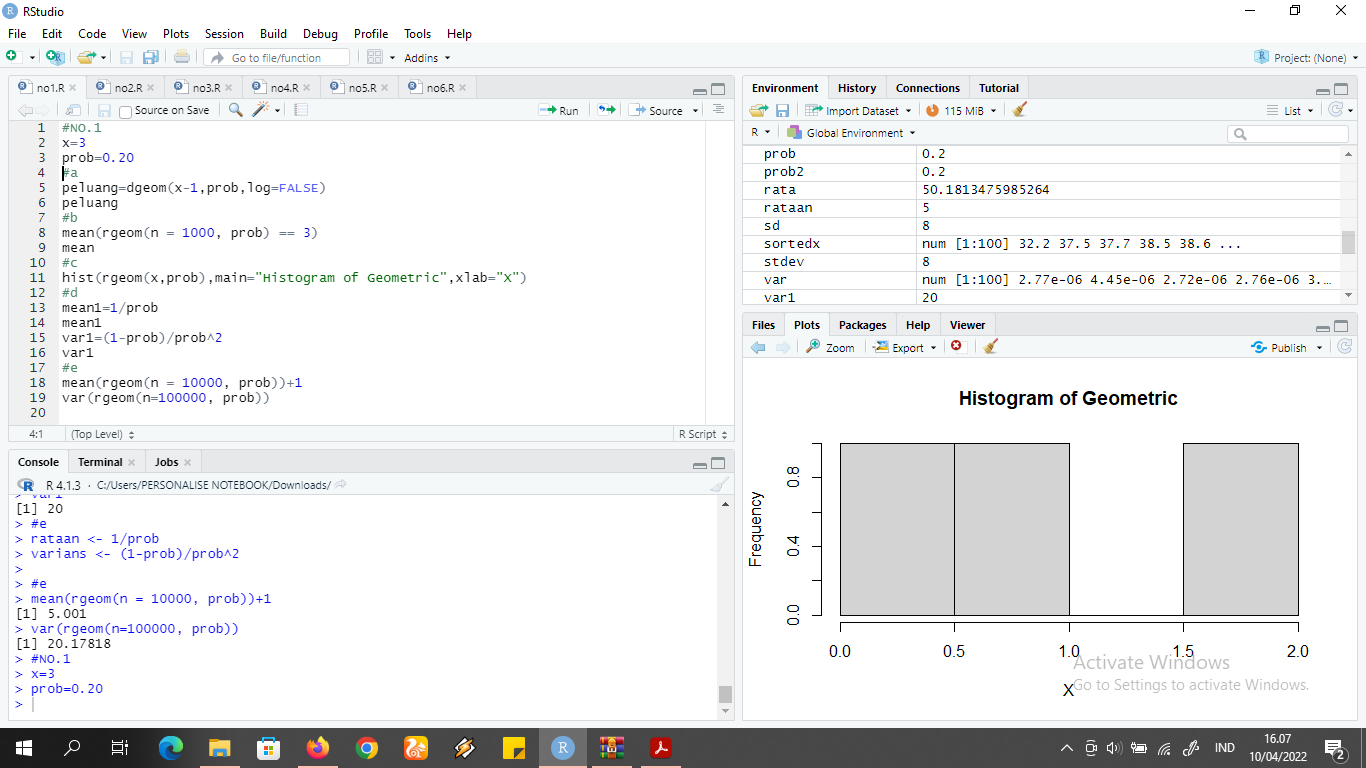 RStudio
File Edit Code View Plots Session Build Debug Profile Tools Help
Go to file/function Addins Project: (None)
no1.R no2.R no3.R no4.R no5.R no6.R
Source on Save Run Source
1 #NO.1
2 x=3
3 prob=0.20
4 #a
5 peluang=dgeom(x-1,prob,log=FALSE)
6 peluang
7 #b
8 mean(rgeom(n = 1000, prob) == 3)
9 mean
10 #c
11 hist(rgeom(x,prob),main="Histogram of Geometric",xlab="X")
12 #d
13 mean1=1/prob
14 mean1
15 var1=(1-prob)/prob^2
16 var1
17 #e
18 mean(rgeom(n = 10000, prob))+1
19 var(rgeom(n=100000, prob))
20
4:1 (Top Level) R Script
Console Terminal Jobs
R 4.1.3 · C:/Users/PERSONALISE NOTEBOOK/Downloads/
> var1
[1] 20
> #e
> rataan <- 1/prob
> varians <- (1-prob)/prob^2
>
> #e
> mean(rgeom(n = 10000, prob))+1
[1] 5.001
> var(rgeom(n=100000, prob))
[1] 20.17818
> #NO.1
> x=3
> prob=0.20
>
Environment History Connections Tutorial
Import Dataset 115 MiB List
R Global Environment
prob 0.2
prob2 0.2
rata 50.1813475985264
rataan 5
sd 8
sortedx num [1:100] 32.2 37.5 37.7 38.5 38.6 ...
stdev 8
var num [1:100] 2.77e-06 4.45e-06 2.72e-06 2.76e-06 3...
var1 20
Files Plots Packages Help Viewer
Zoom Export Publish
Histogram of Geometric
Frequency
0.8
0.4
0.0
0.0 0.5 1.0 1.5 2.0
X
Activate Windows
Go to Settings to activate Windows.
IND
16.07
10/04/2022
2